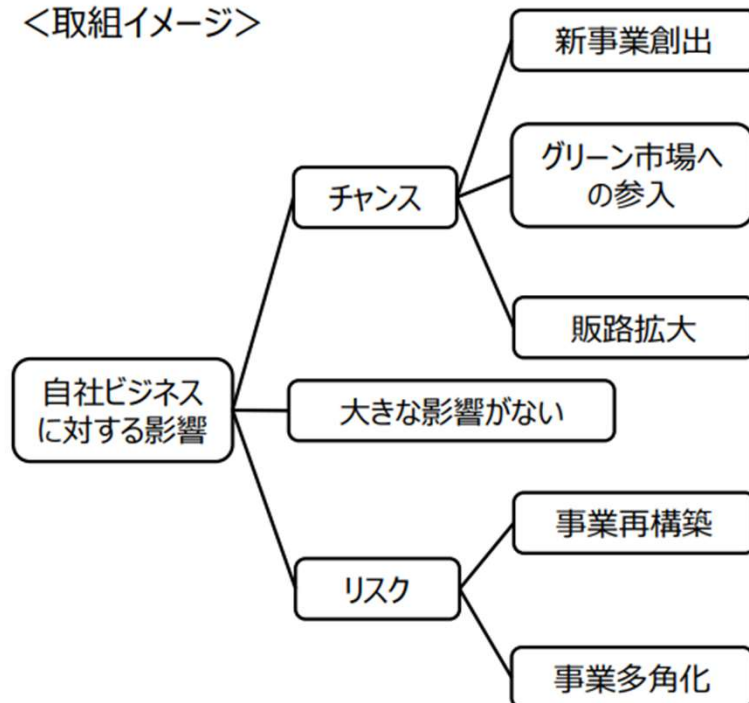 ＜取組イメージ＞
新事業創出
グリーン市場へ
の参入
チャンス
販路拡大
自社ビジネス
に対する影響
大きな影響がない
事業再構築
リスク
事業多角化